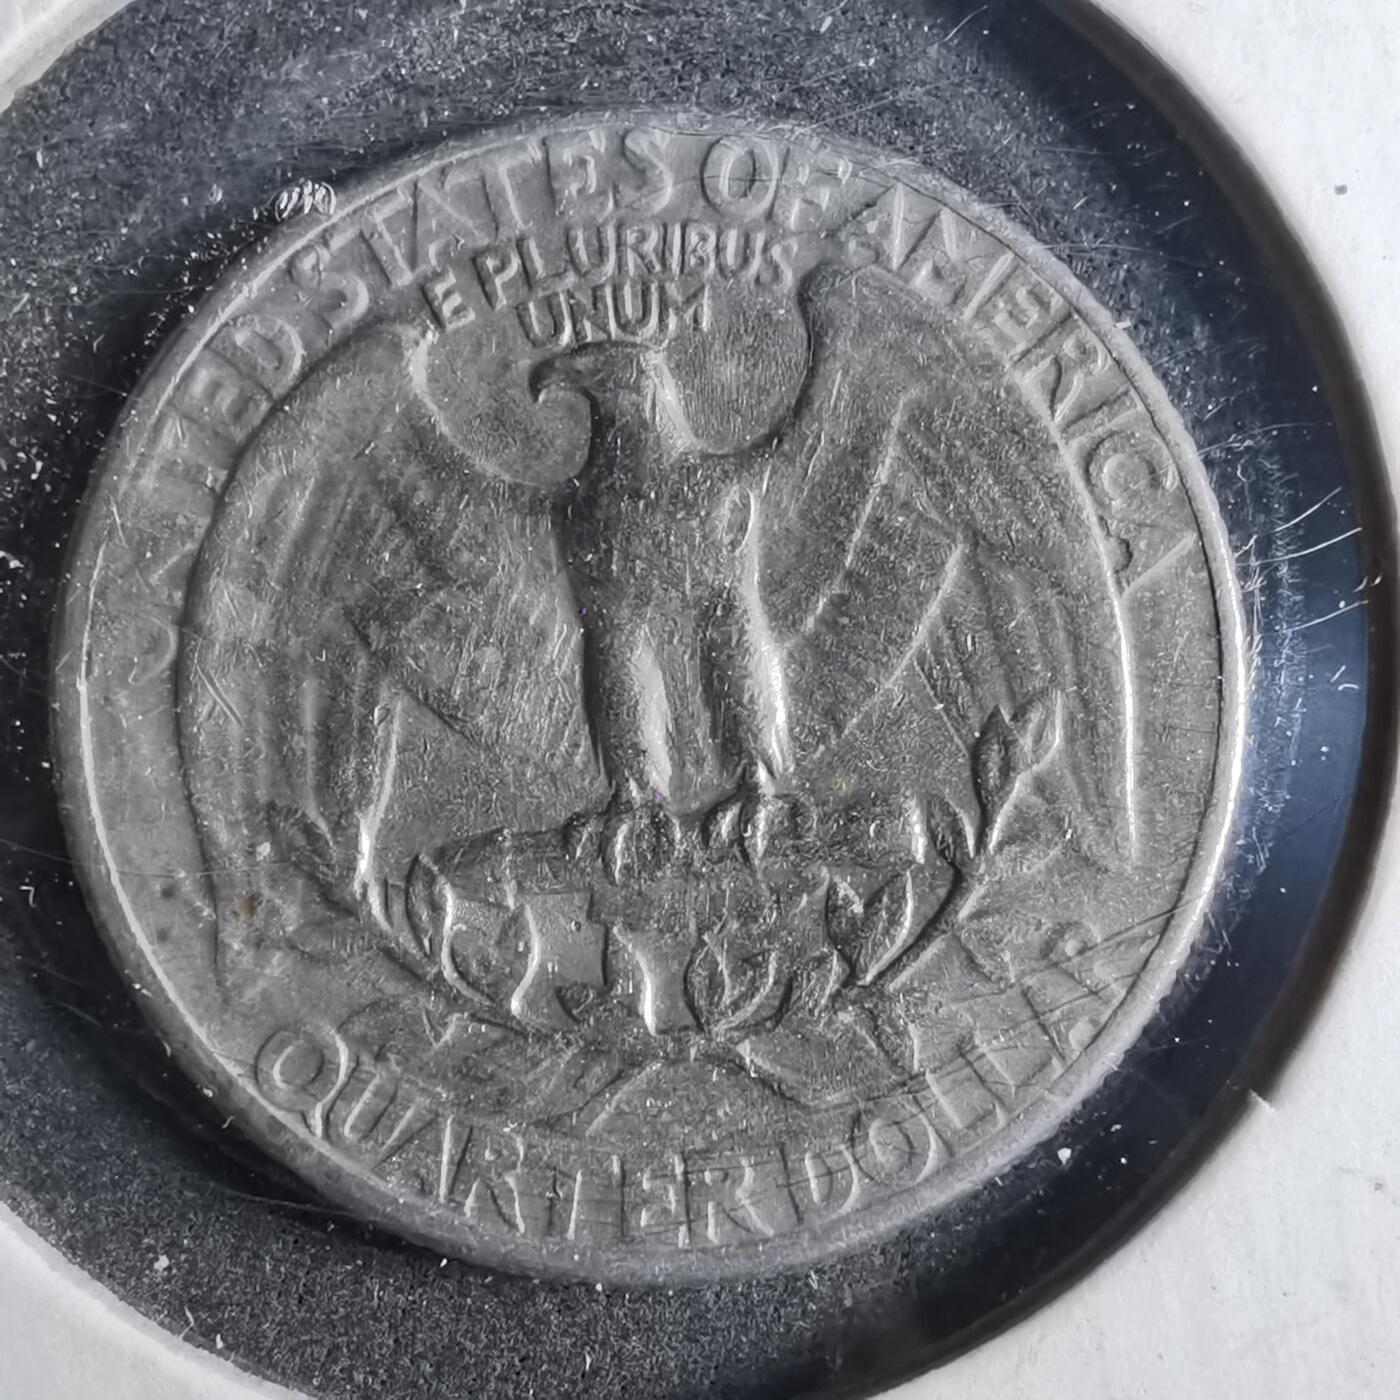 UNITED STATES OF AMERICA
E PLURIBUS
UNUM
QUARTER DOLLAR